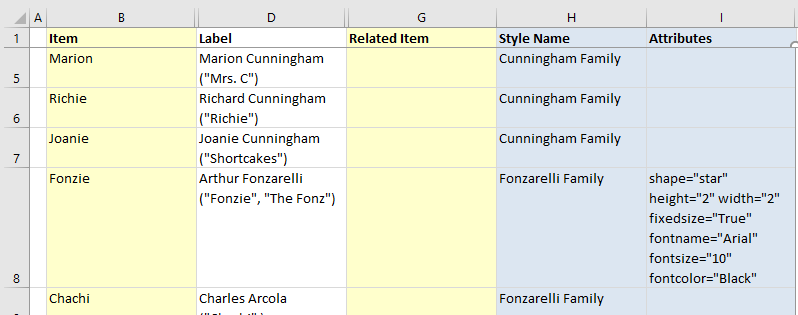 A B D G H I
1 Item Label Related Item Style Name Attributes
5 Marion Marion Cunningham Cunningham Family
("Mrs. C")
6 Richie Richard Cunningham Cunningham Family
("Richie")
7 Joanie Joanie Cunningham Cunningham Family
("Shortcakes")
8 Fonzie Arthur Fonzarelli Fonzarelli Family shape="star"
("Fonzie", "The Fonz") height="2" width="2"
fixedsize="True"
fontname="Arial"
fontsize="10"
fontcolor="Black"
Chachi Charles Arcola Fonzarelli Family